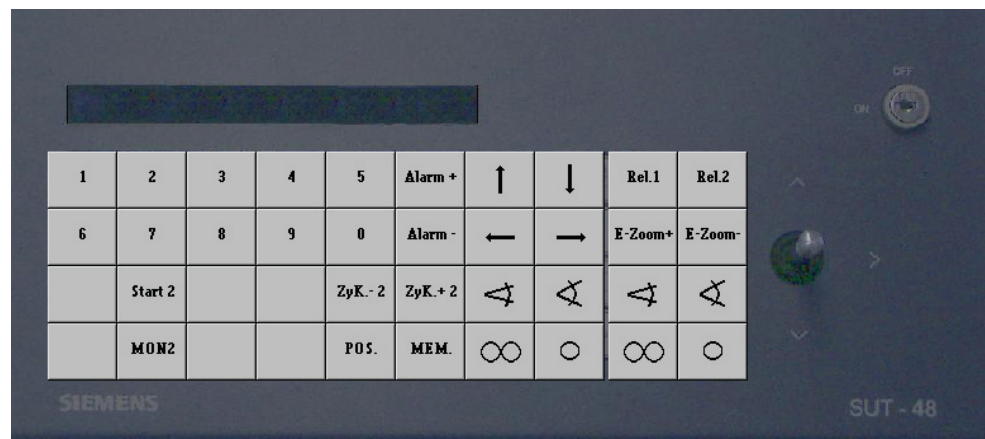 OFF
ON
1 2 3 4 5 Alarm + ↑ ↓ Rel.1 Rel.2
6 7 8 9 0 Alarm - ← → E-Zoom+ E-Zoom-
Start 2 ZyK.- 2 ZyK.+ 2
MON2 POS. MEM.
SIEMENS SUT - 48